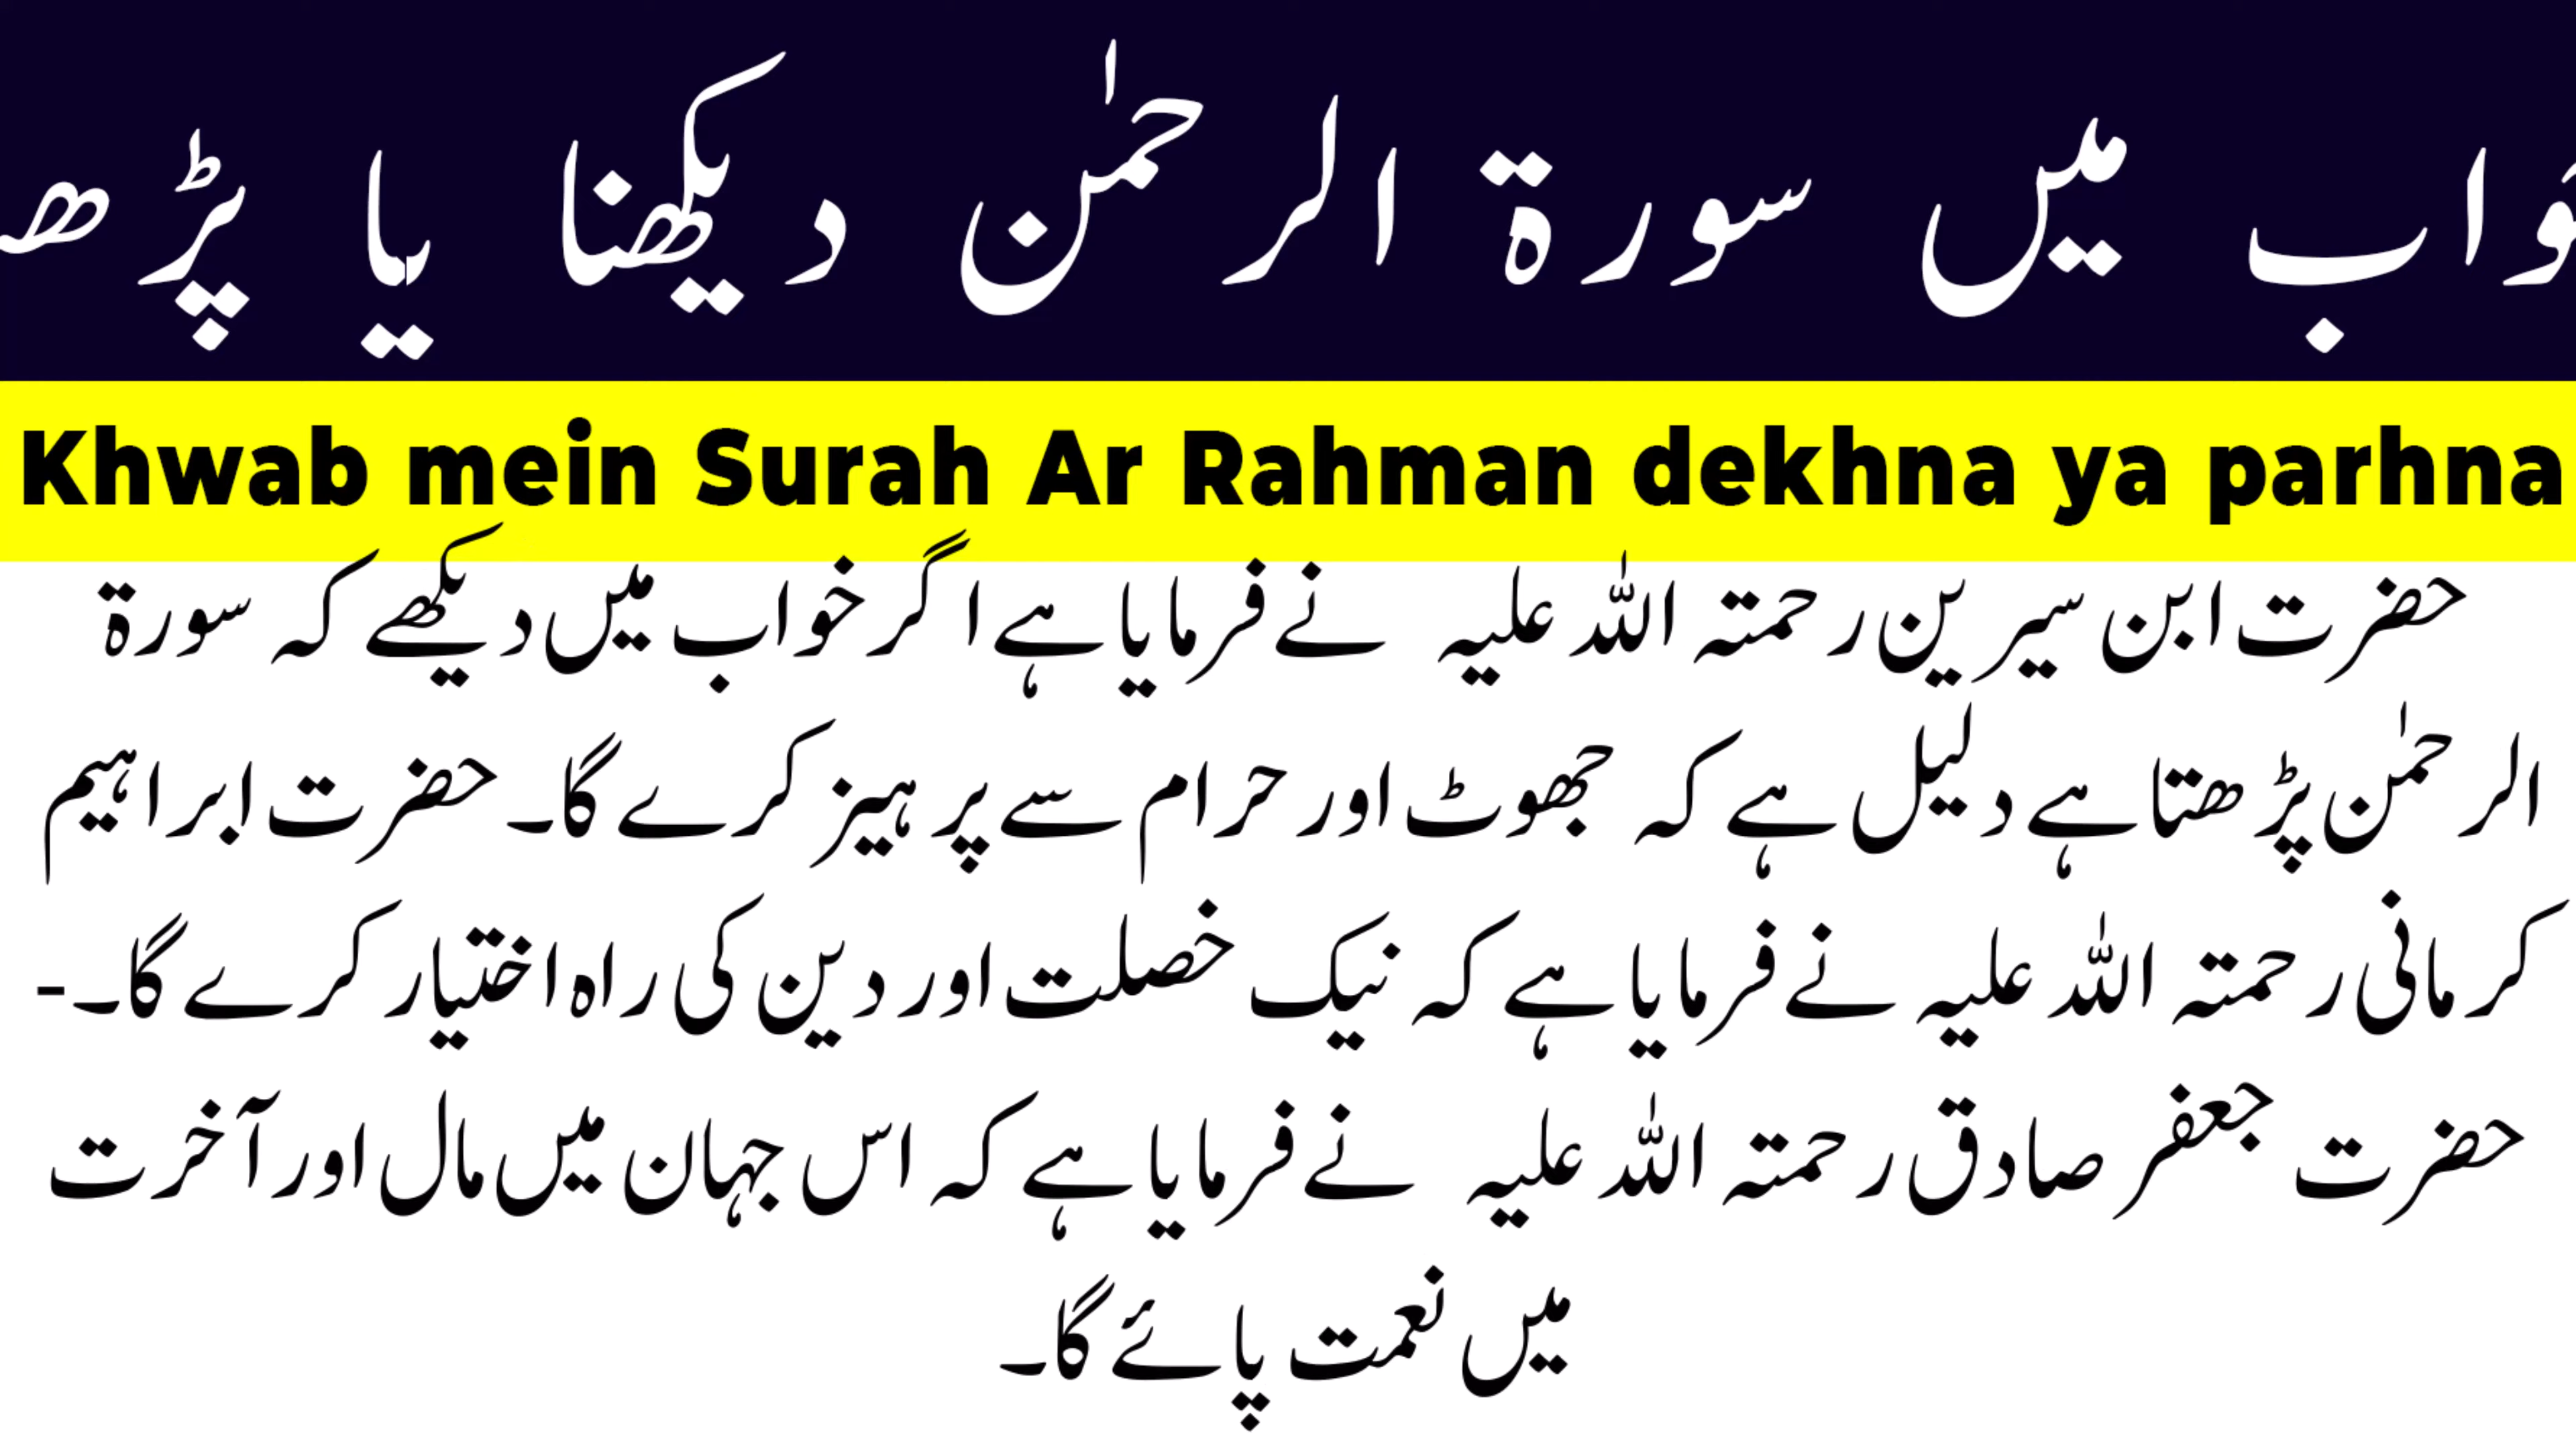 خواب میں سورۃ الرحمٰن دیکھنا یا پڑھ
Khwab mein Surah Ar Rahman dekhna ya parhna
حضرت ابن سیرین رحمتہ اللہ علیہ نے فرمایا ہے اگر خواب میں دیکھے کہ سورۃ
الرحمٰن پڑھتا ہے دلیل ہے کہ جھوٹ اور حرام سے پرہیز کرے گا۔ حضرت ابراہیم
کرمانی رحمتہ اللہ علیہ نے فرمایا ہے کہ نیک خصلت اور دین کی راہ اختیار کرے گا۔-
حضرت جعفر صادق رحمتہ اللہ علیہ نے فرمایا ہے کہ اس جہان میں مال اور آخرت
میں نعمت پائے گا۔